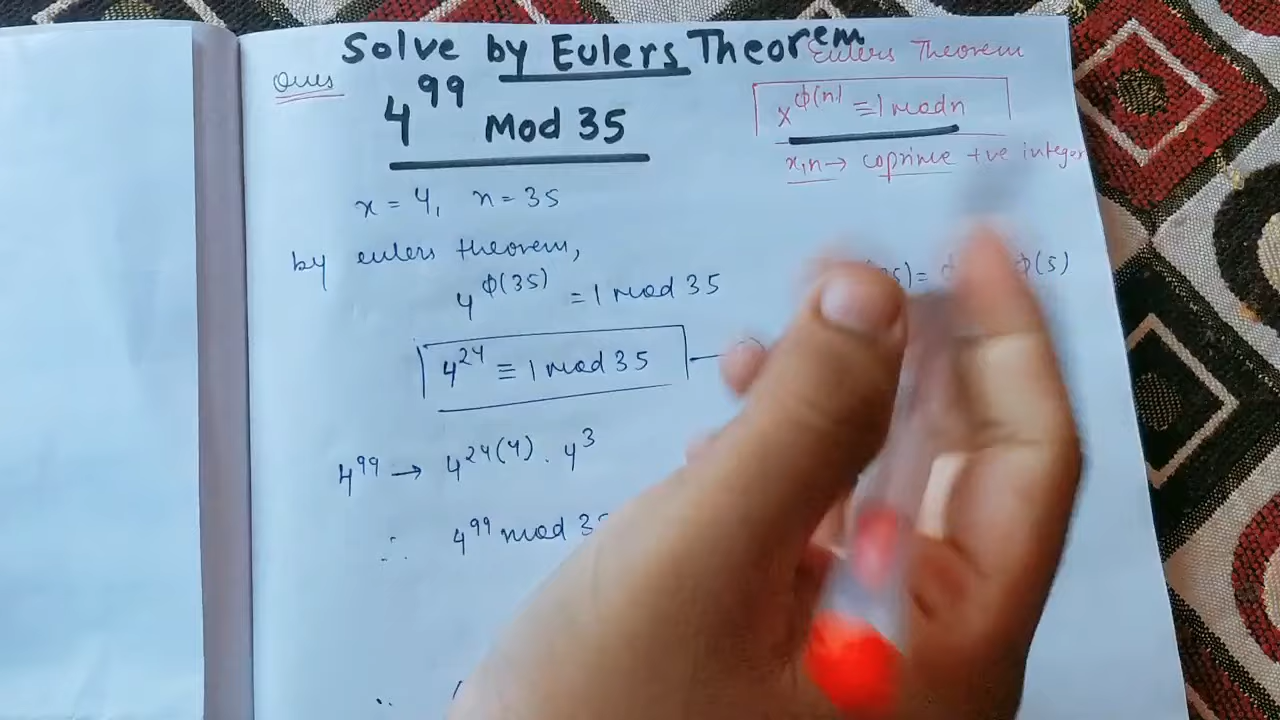 Solve by Eulers Theorem
Ques
Eulers Theorem
4^99 Mod 35
x^ϕ(n) ≡ 1 mod n
x,n → coprime +ve integer
x = 4, n = 35
by eulers theorem,
ϕ(5)
4^ϕ(35) = 1 mod 35
4^24 ≡ 1 mod 35
4^99 → 4^24(4) . 4^3
∴ 4^99 mod